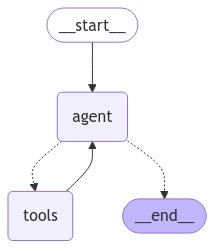 __start__
agent
tools
__end__